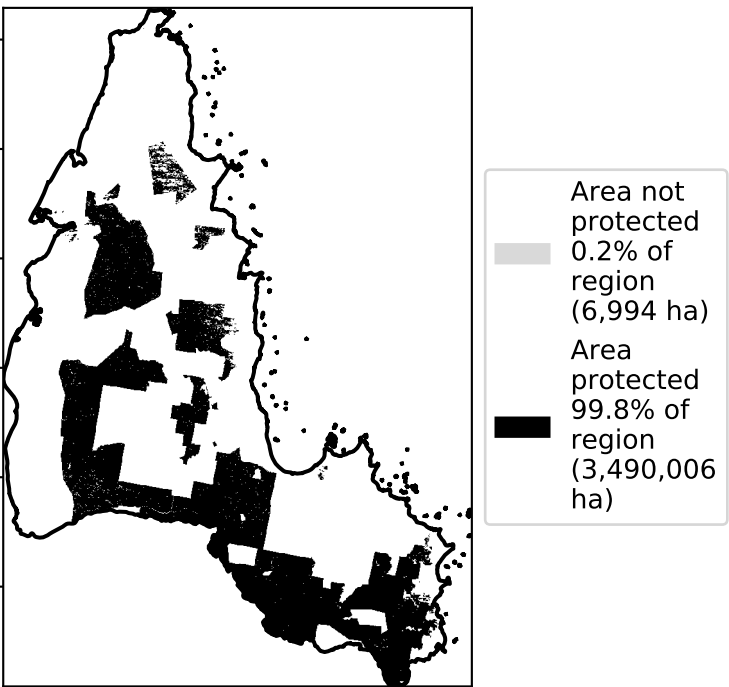 Area not
protected
0.2% of
region
(6,994 ha)
Area
protected
99.8% of
region
(3,490,006
ha)